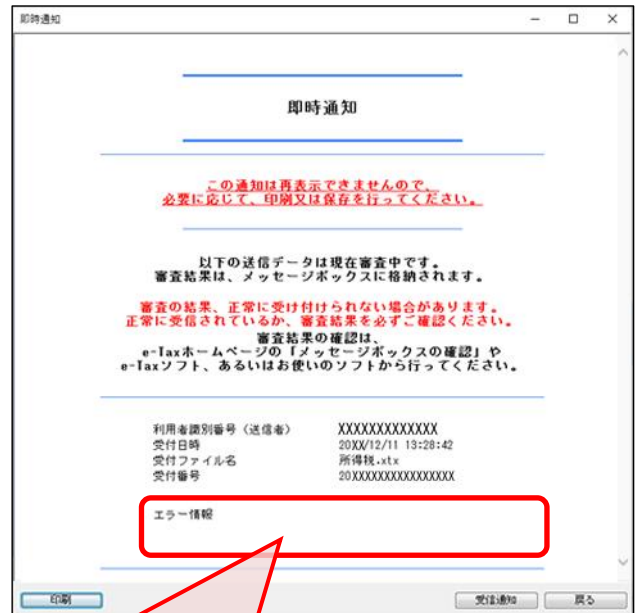 即時通知
即時通知
この通知は再表示できませんので、
必要に応じて、印刷又は保存を行ってください。
以下の送信データは現在審査中です。
審査結果は、メッセージボックスに格納されます。
審査の結果、正常に受け付けられない場合があります。
正常に受信されているか、審査結果を必ずご確認ください。
審査結果の確認は、
e-Taxホームページの「メッセージボックスの確認」や
e-Taxソフト、あるいはお使いのソフトから行ってください。
利用者識別番号（送信者） XXXXXXXXXXXXX
受付日時 20XX/12/11 13:28:42
受付ファイル名 所得税.xtx
受付番号 20XXXXXXXXXXXXXXXXXX
エラー情報
印刷 受信通知 戻る